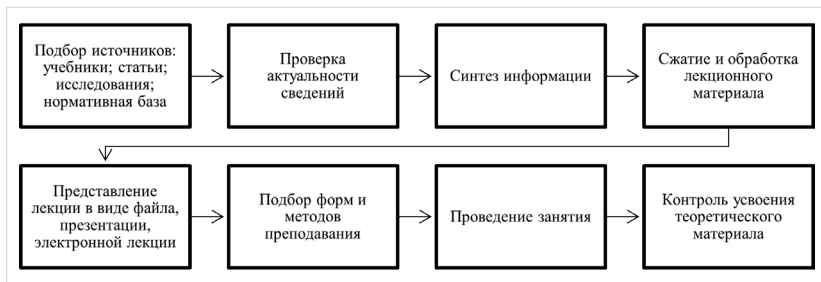 Подбор источников:
учебники; статьи;
исследования;
нормативная база
Проверка
актуальности
сведений
Синтез информации
Сжатие и обработка
лекционного
материала
Представление
лекции в виде файла,
презентации,
электронной лекции
Подбор форм и
методов
преподавания
Проведение занятия
Контроль усвоения
теоретического
материала